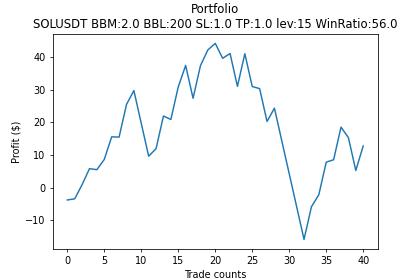 Portfolio
SOLUSDT BBM:2.0 BBL:200 SL:1.0 TP:1.0 lev:15 WinRatio:56.0
Profit ($)
40
30
20
10
0
−10
0 5 10 15 20 25 30 35 40
Trade counts